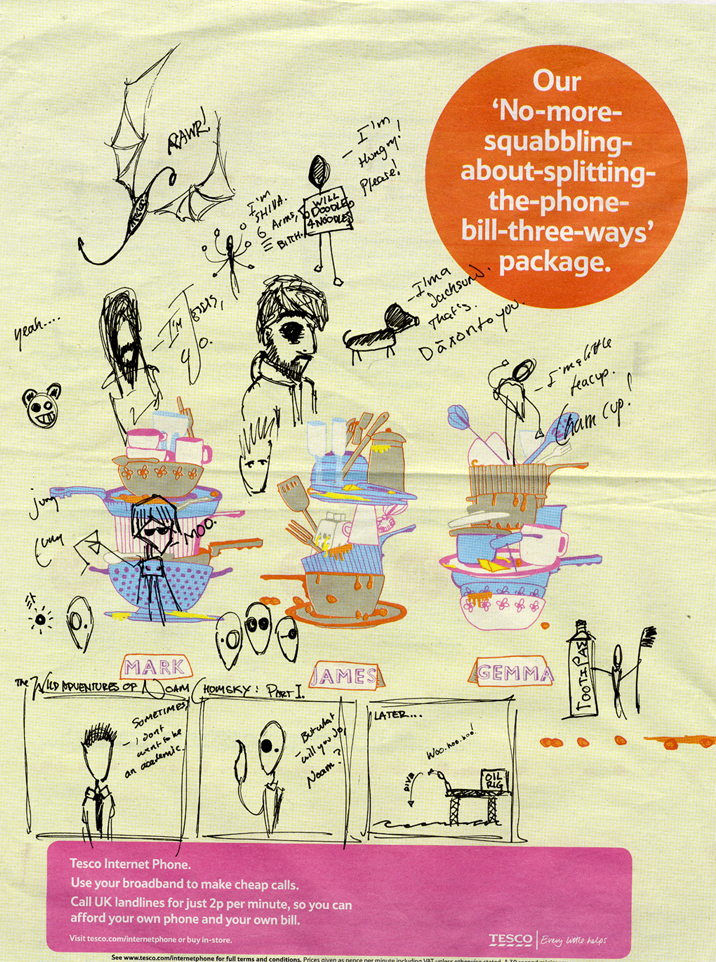 Our
'No-more-
squabbling-
about-splitting-
the-phone-
bill-three-ways'
package.
RAWR!
I'm
SHIVA.
6 Arms,
BITCH.
WILL
DOODLE
4 NOODLES
- I'm
Hungry!
Please!
yeah....
- I'm Jesus,
yo.
- I'm a
Dachsund.
That's
to you.
- I'm a little
teacup.
Cham cup!
MOO.
MARK
JAMES
GEMMA
TOOTHPASTE
THE WILD ADVENTURES OF NOAM CHOMSKY: PART I.
SOMETIMES
- I don't
want to be
an academic.
But what
will you do,
Noam?
LATER...
Woo.hoo.hoo!
DIVE
OIL
RIG
Tesco Internet Phone.
Use your broadband to make cheap calls.
Call UK landlines for just 2p per minute, so you can
afford your own phone and your own bill.
Visit tesco.com/internetphone or buy in-store.
TESCO Every little helps
See www.tesco.com/internetphone for full terms and conditions. Prices given as pence per minute including VAT unless otherwise stated.